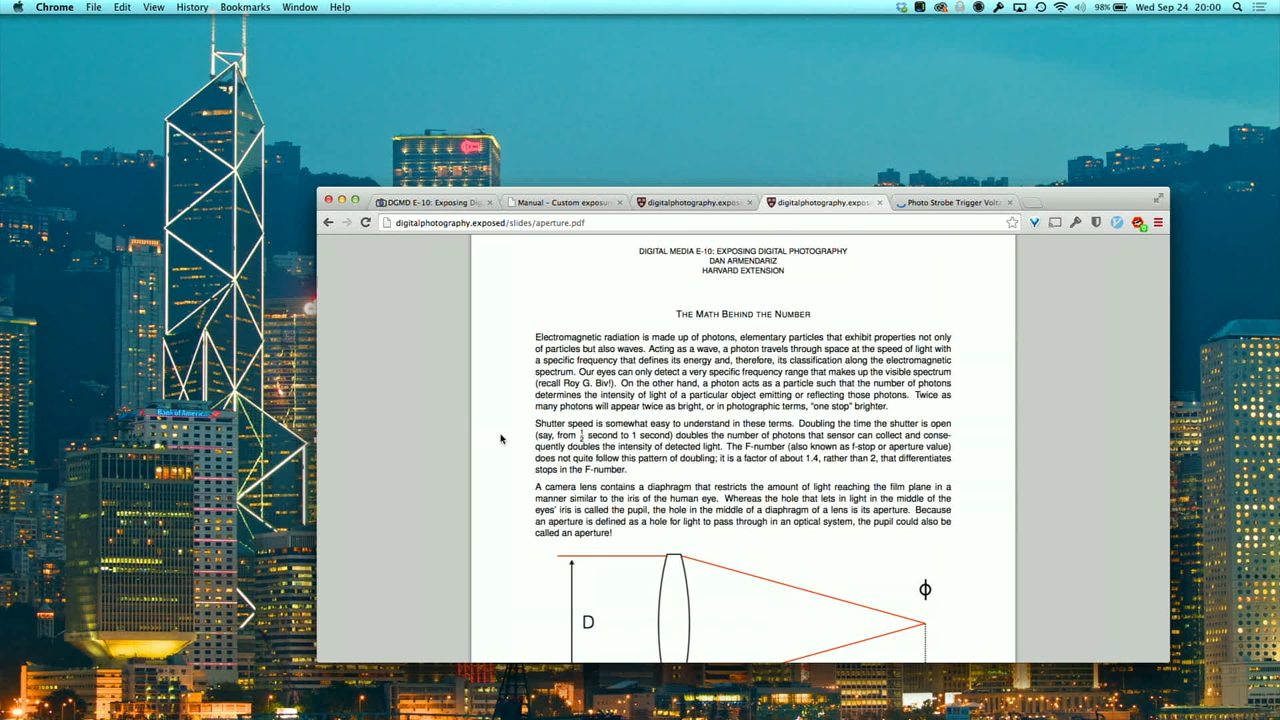 Chrome File Edit View History Bookmarks Window Help 98% Wed Sep 24 20:00
DGMD E-10: Exposing Dig
Manual - Custom exposure
digitalphotography.exposed/
digitalphotography.exposed/
Photo Strobe Trigger Volta
digitalphotography.exposed/slides/aperture.pdf
DIGITAL MEDIA E-10: EXPOSING DIGITAL PHOTOGRAPHY
DAN ARMENDARIZ
HARVARD EXTENSION
THE MATH BEHIND THE NUMBER
Electromagnetic radiation is made up of photons, elementary particles that exhibit properties not only
of particles but also waves. Acting as a wave, a photon travels through space at the speed of light with
a specific frequency that defines its energy and, therefore, its classification along the electromagnetic
spectrum. Our eyes can only detect a very specific frequency range that makes up the visible spectrum
(recall Roy G. Biv!). On the other hand, a photon acts as a particle such that the number of photons
determines the intensity of light of a particular object emitting or reflecting those photons. Twice as
many photons will appear twice as bright, or in photographic terms, "one stop" brighter.
Shutter speed is somewhat easy to understand in these terms. Doubling the time the shutter is open
(say, from 1/2 second to 1 second) doubles the number of photons that sensor can collect and conse-
quently doubles the intensity of detected light. The F-number (also known as f-stop or aperture value)
does not quite follow this pattern of doubling; it is a factor of about 1.4, rather than 2, that differentiates
stops in the F-number.
A camera lens contains a diaphragm that restricts the amount of light reaching the film plane in a
manner similar to the iris of the human eye. Whereas the hole that lets in light in the middle of the
eyes' iris is called the pupil, the hole in the middle of a diaphragm of a lens is its aperture. Because
an aperture is defined as a hole for light to pass through in an optical system, the pupil could also be
called an aperture!
ϕ
D
Bank of America